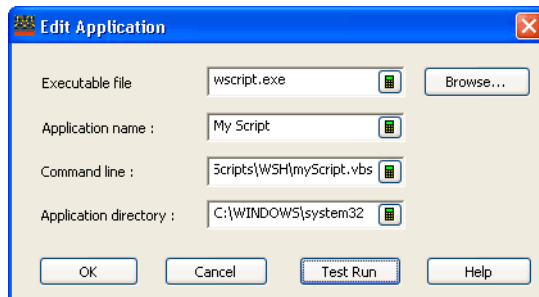 Edit Application
Executable file wscript.exe Browse...
Application name : My Script
Command line : Scripts\WSH\myScript.vbs
Application directory : C:\WINDOWS\system32
OK Cancel Test Run Help